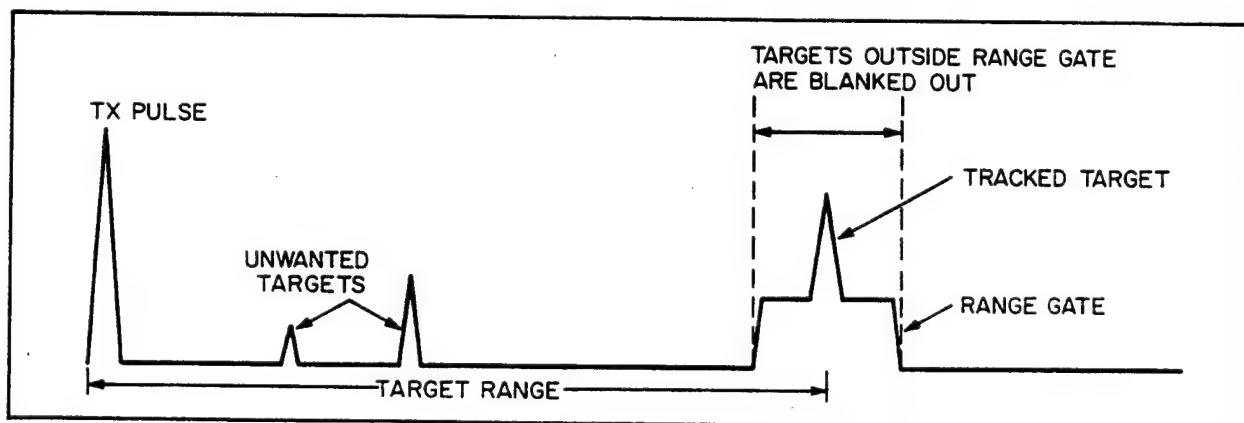 TARGETS OUTSIDE RANGE GATE
ARE BLANKED OUT
TX PULSE
TRACKED TARGET
UNWANTED
TARGETS
RANGE GATE
TARGET RANGE